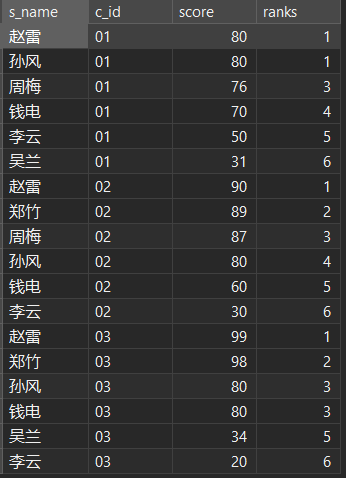 s_name c_id score ranks
赵雷 01 80 1
孙风 01 80 1
周梅 01 76 3
钱电 01 70 4
李云 01 50 5
吴兰 01 31 6
赵雷 02 90 1
郑竹 02 89 2
周梅 02 87 3
孙风 02 80 4
钱电 02 60 5
李云 02 30 6
赵雷 03 99 1
郑竹 03 98 2
孙风 03 80 3
钱电 03 80 3
吴兰 03 34 5
李云 03 20 6